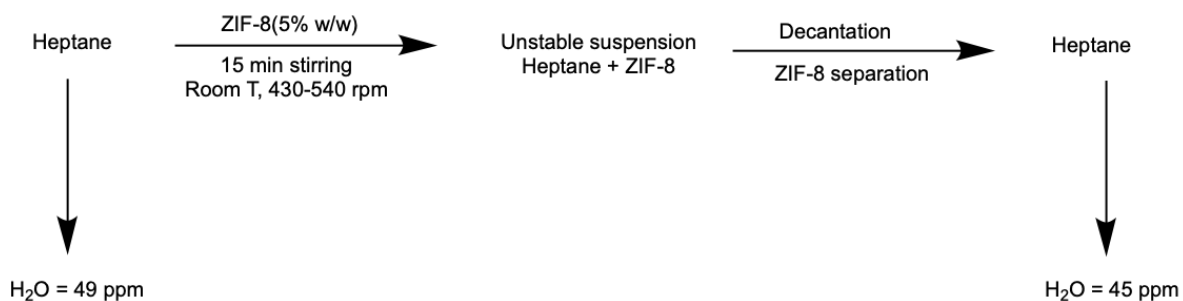 Heptane
ZIF-8(5% w/w)
15 min stirring
Room T, 430-540 rpm
Unstable suspension
Heptane + ZIF-8
Decantation
ZIF-8 separation
Heptane
H₂O = 49 ppm
H₂O = 45 ppm